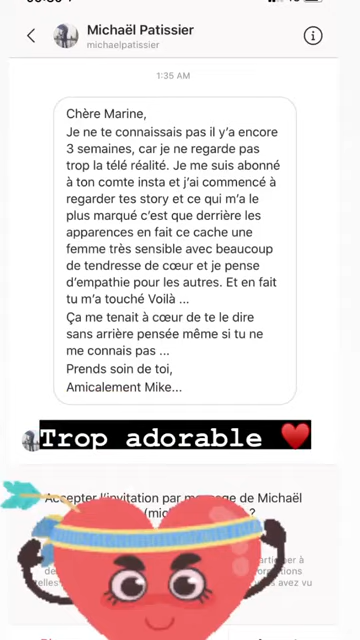 Michaël Patissier
michaelpatissier
1:35 AM
Chère Marine,
Je ne te connaissais pas il y'a encore
3 semaines, car je ne regarde pas
trop la télé réalité. Je me suis abonné
à ton comte insta et j'ai commencé à
regarder tes story et ce qui m'a le
plus marqué c'est que derrière les
apparences en fait ce cache une
femme très sensible avec beaucoup
de tendresse de cœur et je pense
d'empathie pour les autres. Et en fait
tu m'a touché Voilà ...
Ça me tenait à cœur de te le dire
sans arrière pensée même si tu ne
me connais pas ...
Prends soin de toi,
Amicalement Mike...
Trop adorable ❤️
Accepter l'invitation par message de Michaël
?
avez vu